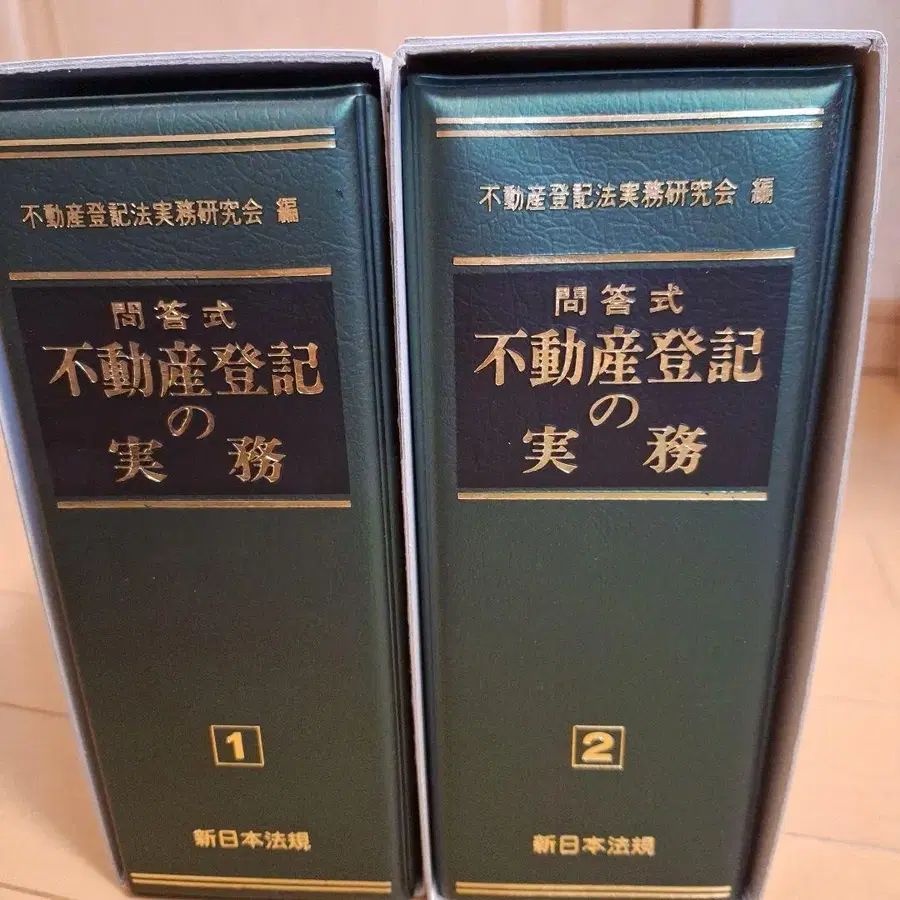 不動産登記法実務研究会 編
問答式
不動産登記
の
実務
1
新日本法規
不動産登記法実務研究会 編
問答式
不動産登記
の
実務
2
新日本法規